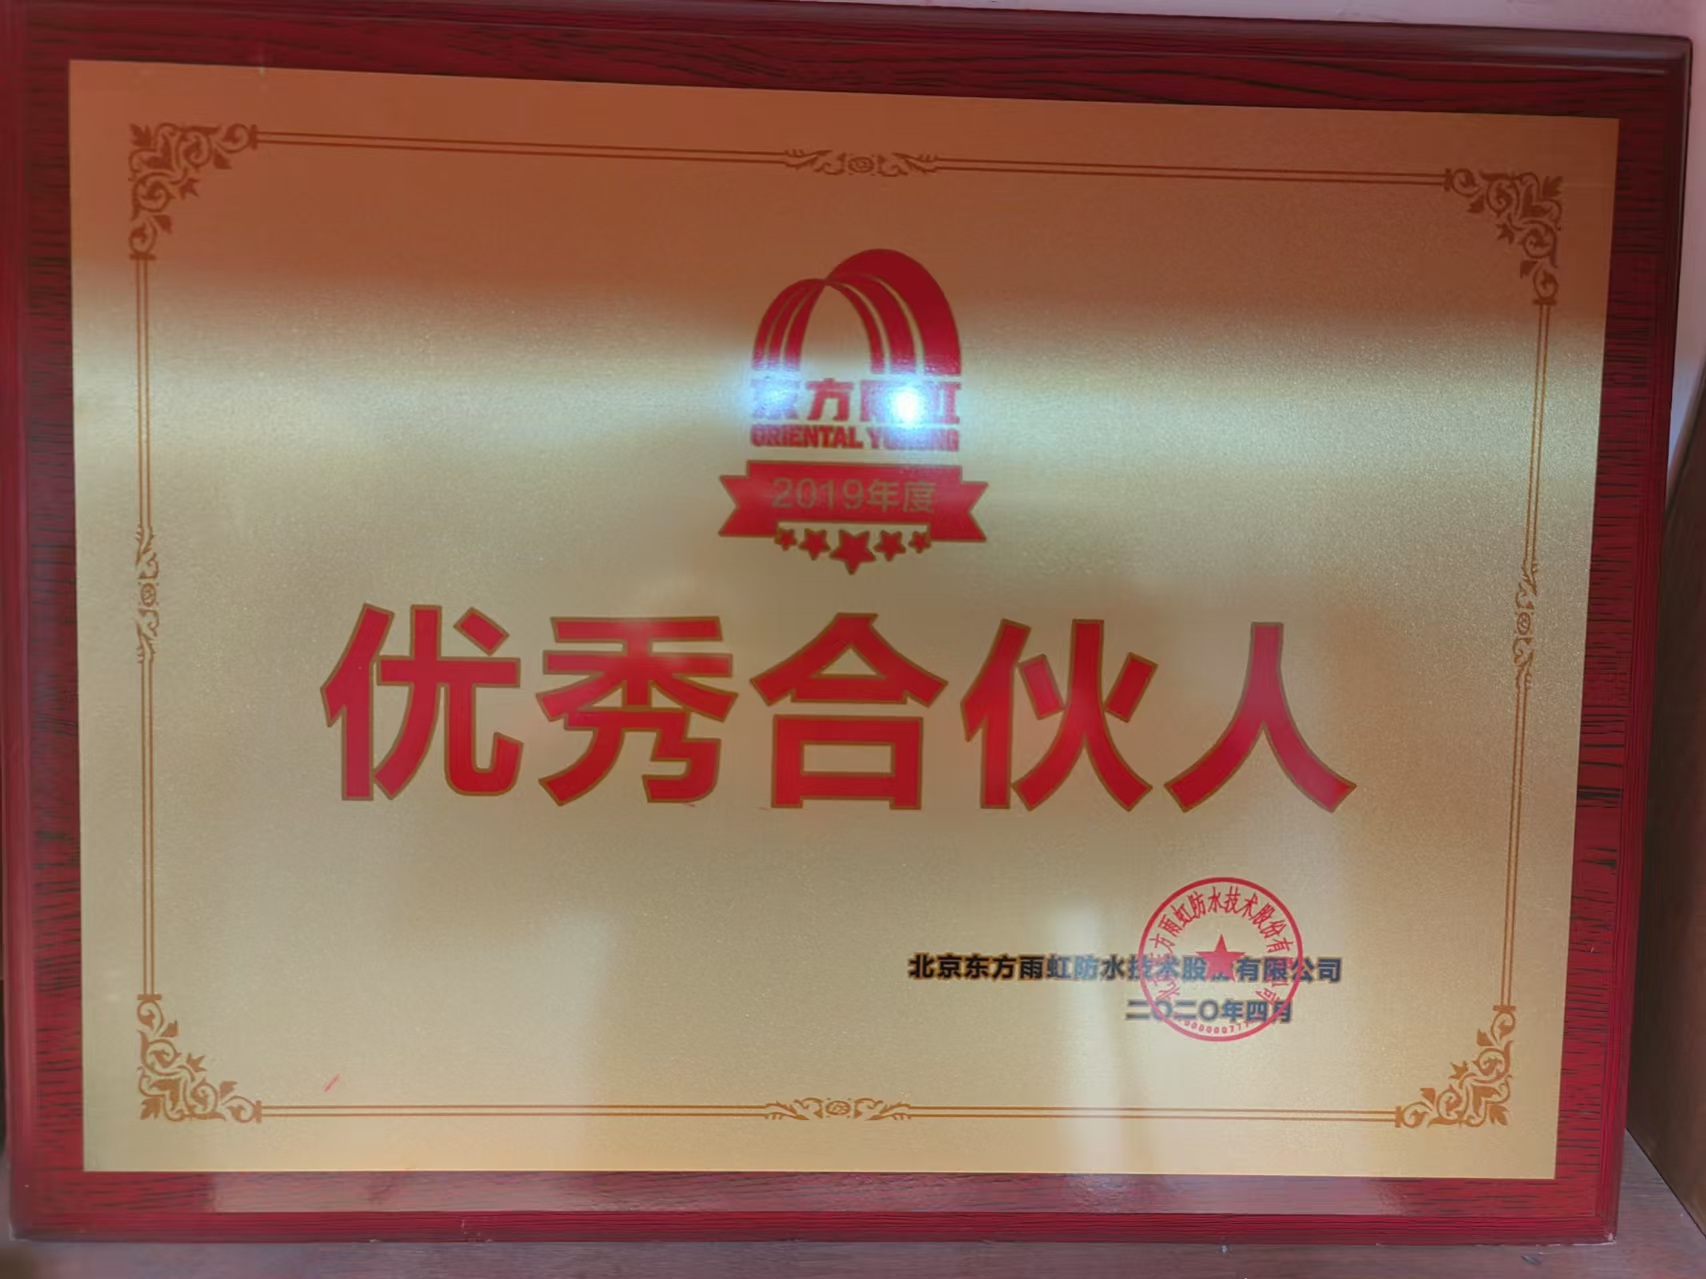 东方雨虹
ORIENTAL YUHONG
2019年度
优秀合伙人
北京东方雨虹防水技术股份有限公司
二〇二〇年四月